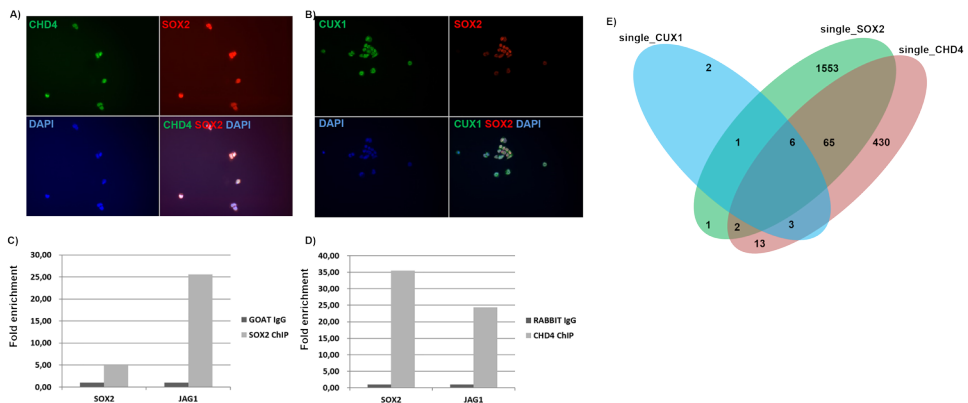 A)
CHD4
SOX2
DAPI
CHD4 SOX2 DAPI
B)
CUX1
SOX2
DAPI
CUX1 SOX2 DAPI
C)
Fold enrichment
30,00
25,00
20,00
15,00
10,00
5,00
0,00
SOX2
JAG1
GOAT IgG
SOX2 ChIP
D)
Fold enrichment
40,00
35,00
30,00
25,00
20,00
15,00
10,00
5,00
0,00
SOX2
JAG1
RABBIT IgG
CHD4 ChIP
E)
single_CUX1
single_SOX2
single_CHD4
2
1553
1
6
65
430
1
2
3
13